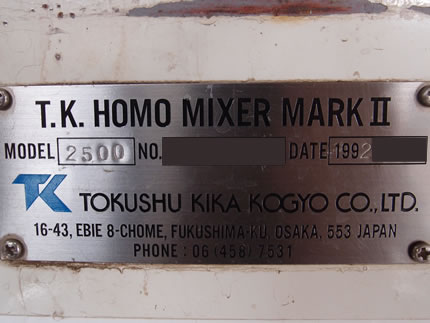 T.K. HOMO MIXER MARK II
MODEL 2500 NO. DATE 1992
TK TOKUSHU KIKA KOGYO CO., LTD.
16-43, EBIE 8-CHOME, FUKUSHIMA-KU, OSAKA, 553 JAPAN
PHONE : 06 (458) 7531